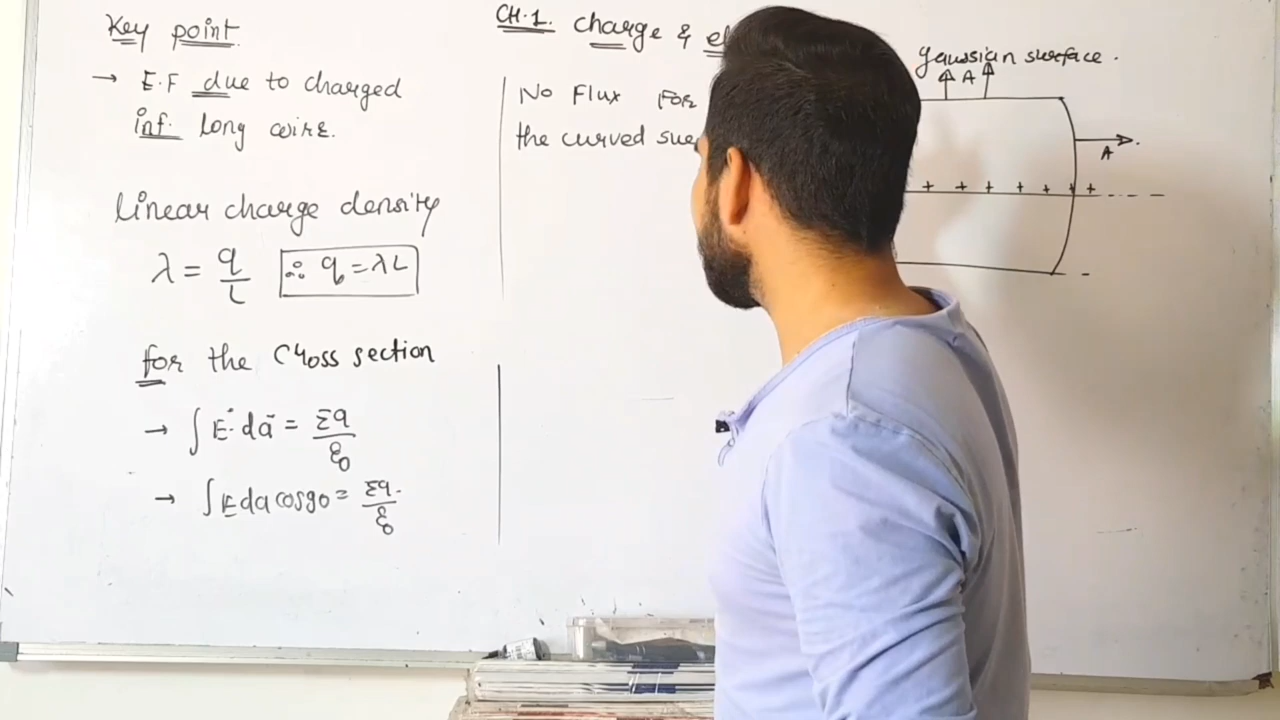 Key point
→ E.F due to charged
inf. long wire.
Linear charge density
λ = q/L ∴ q = λL
for the Cross section
→ ∫ E⃗·da⃗ = Σq/ε₀
→ ∫ E da cos90 = Σq/ε₀
CH.1. charge &
No Flux For
the curved
gaussian surface.
A
A
+ + + + + + +